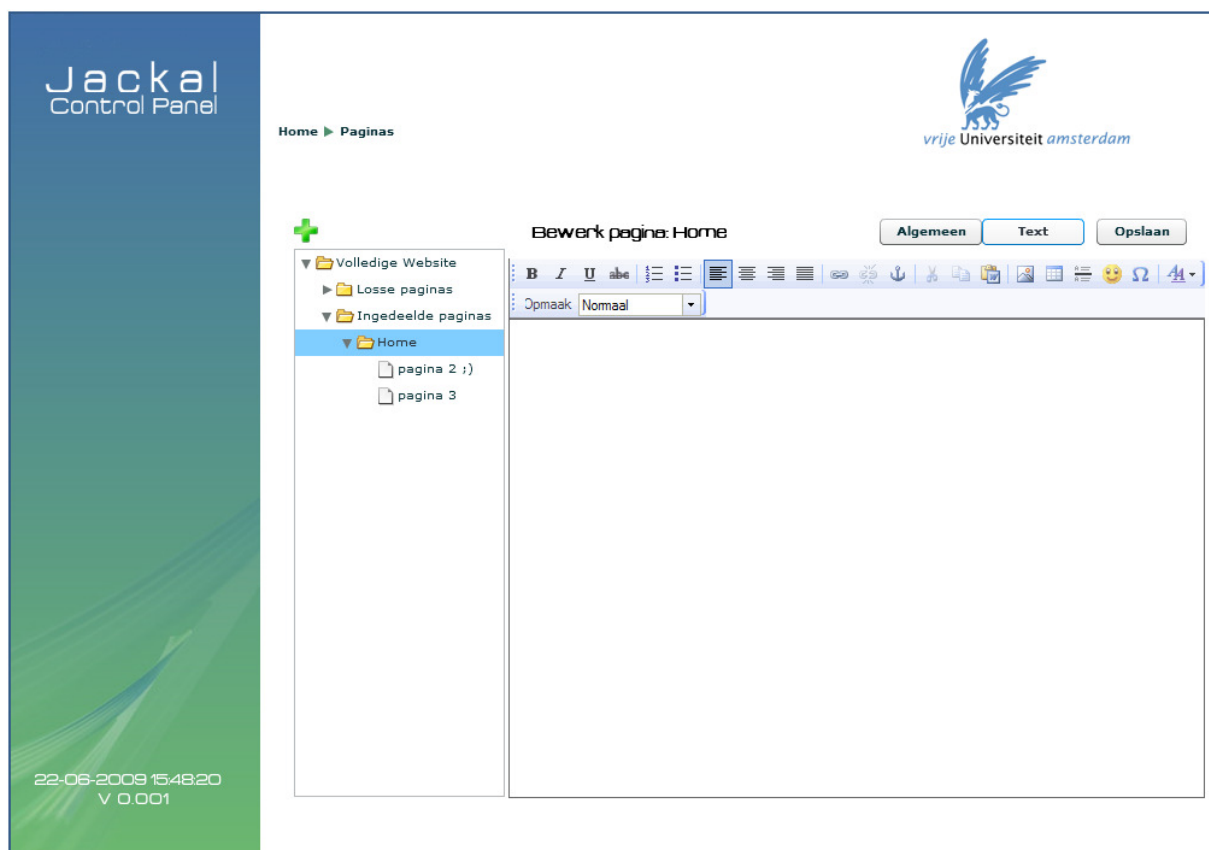 Jackal
Control Panel
Home ▶ Paginas
vrije Universiteit amsterdam
Bewerk pagina: Home
Algemeen Text Opslaan
Volledige Website
Losse paginas
Ingedeelde paginas
Home
pagina 2 ;)
pagina 3
B I U abc
Opmaak Normaal
22-06-2009 15:48:20
V 0.001